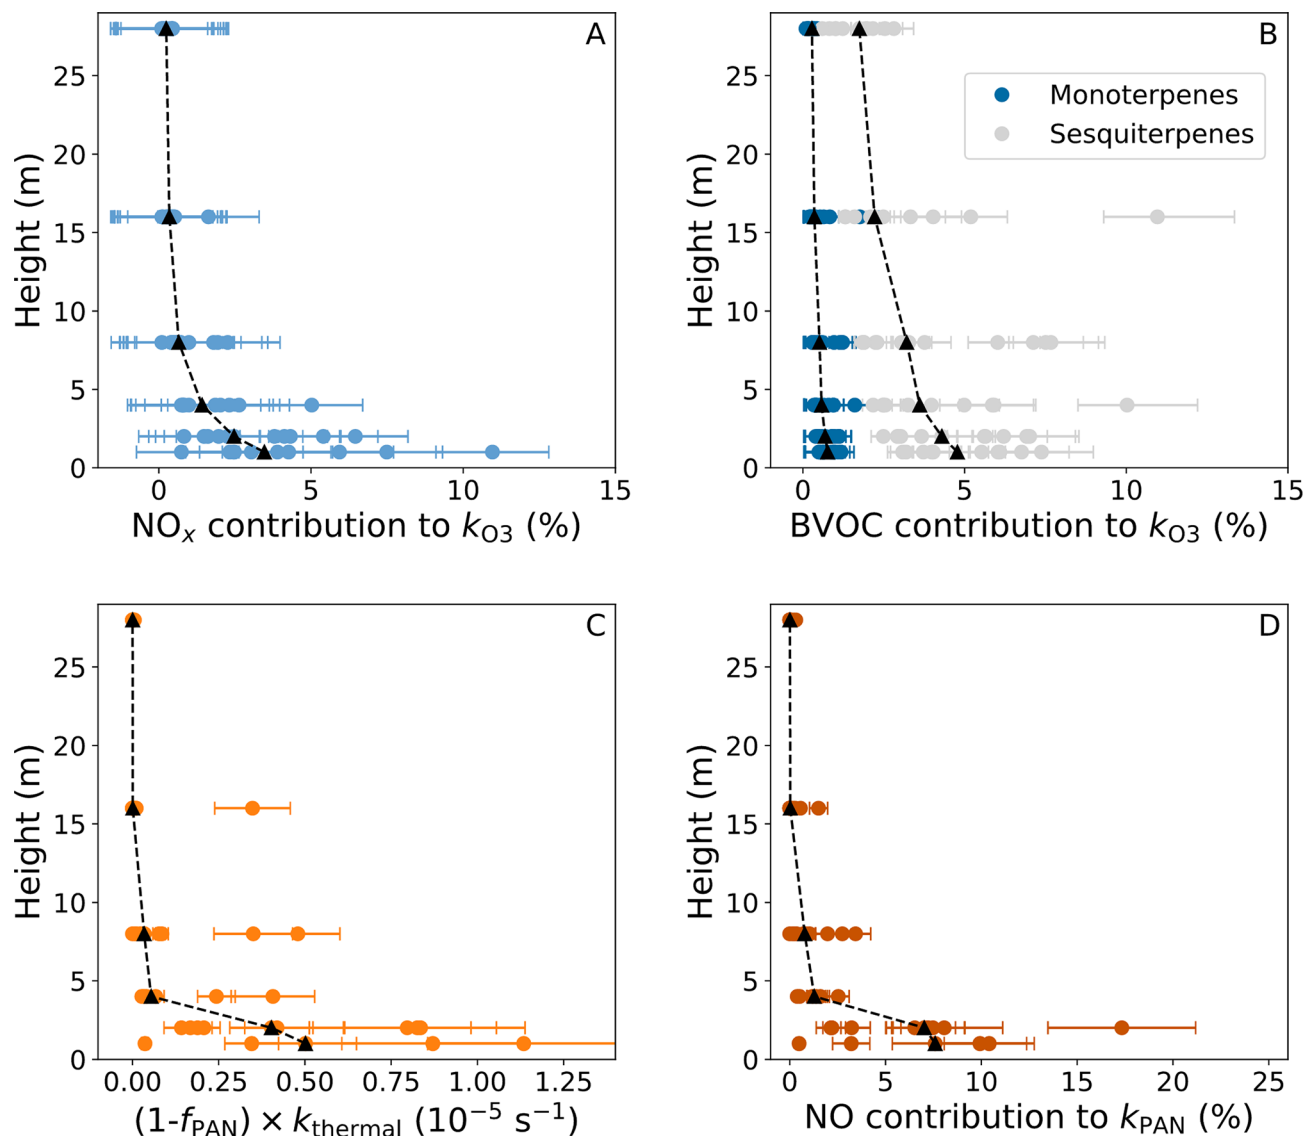 A
25
20
15
10
5
0
Height (m)
0 5 10 15
NOx contribution to kO3 (%)
B
Monoterpenes
Sesquiterpenes
25
20
15
10
5
0
Height (m)
0 5 10 15
BVOC contribution to kO3 (%)
C
25
20
15
10
5
0
Height (m)
0.00 0.25 0.50 0.75 1.00 1.25
(1-fPAN) × kthermal (10⁻⁵ s⁻¹)
D
25
20
15
10
5
0
Height (m)
0 5 10 15 20 25
NO contribution to kPAN (%)